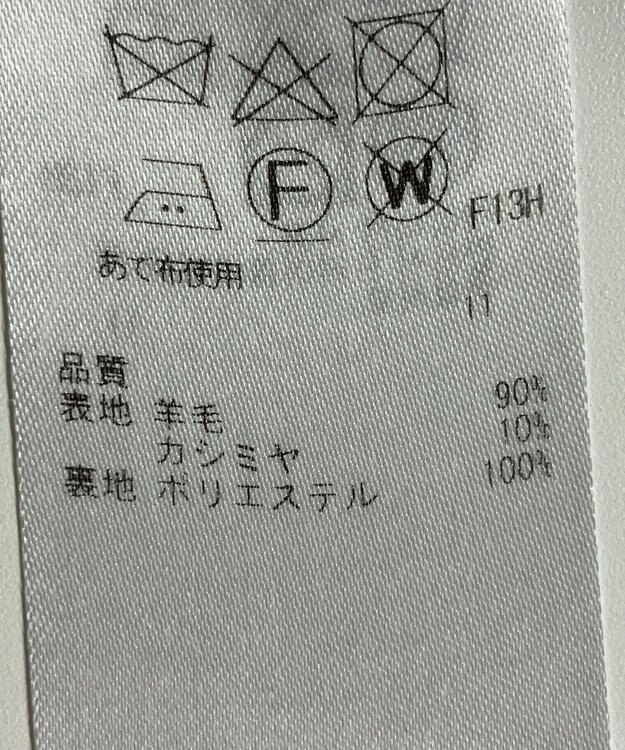 F W F13H
あて布使用
11
品質
表地 羊毛 90%
カシミヤ 10%
裏地 ポリエステル 100%